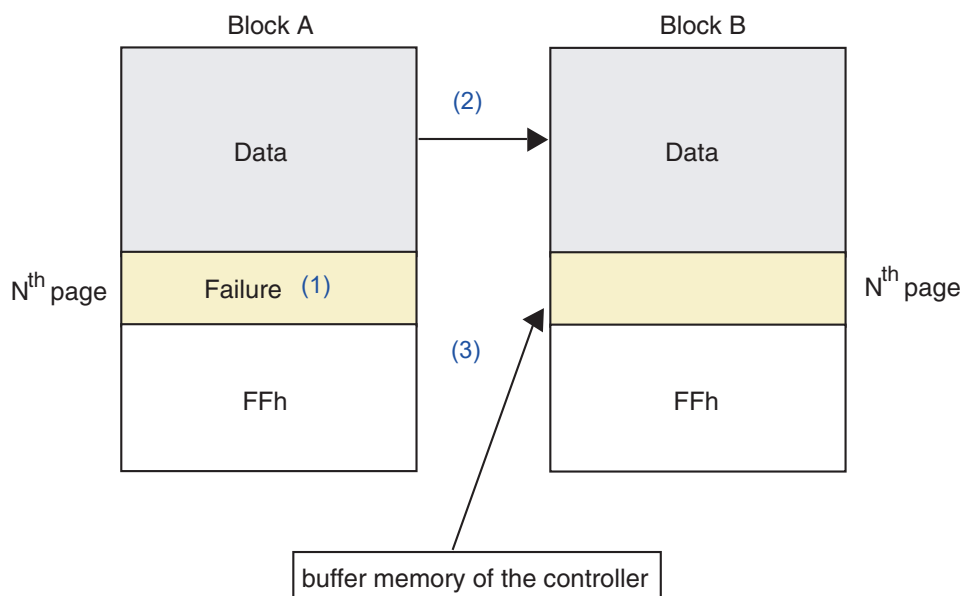 Block A
Block B
(2)
Data
Data
Nth page
Failure (1)
Nth page
(3)
FFh
FFh
buffer memory of the controller